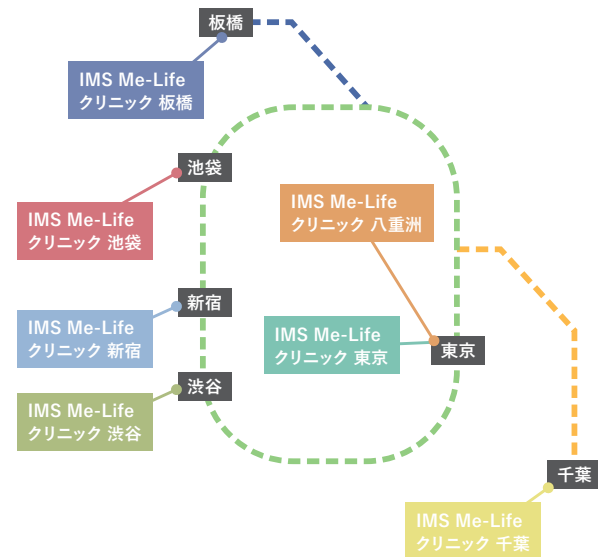 板橋
IMS Me-Life
クリニック 板橋
池袋
IMS Me-Life
クリニック 池袋
IMS Me-Life
クリニック 八重洲
新宿
IMS Me-Life
クリニック 新宿
IMS Me-Life
クリニック 東京
東京
渋谷
IMS Me-Life
クリニック 渋谷
千葉
IMS Me-Life
クリニック 千葉